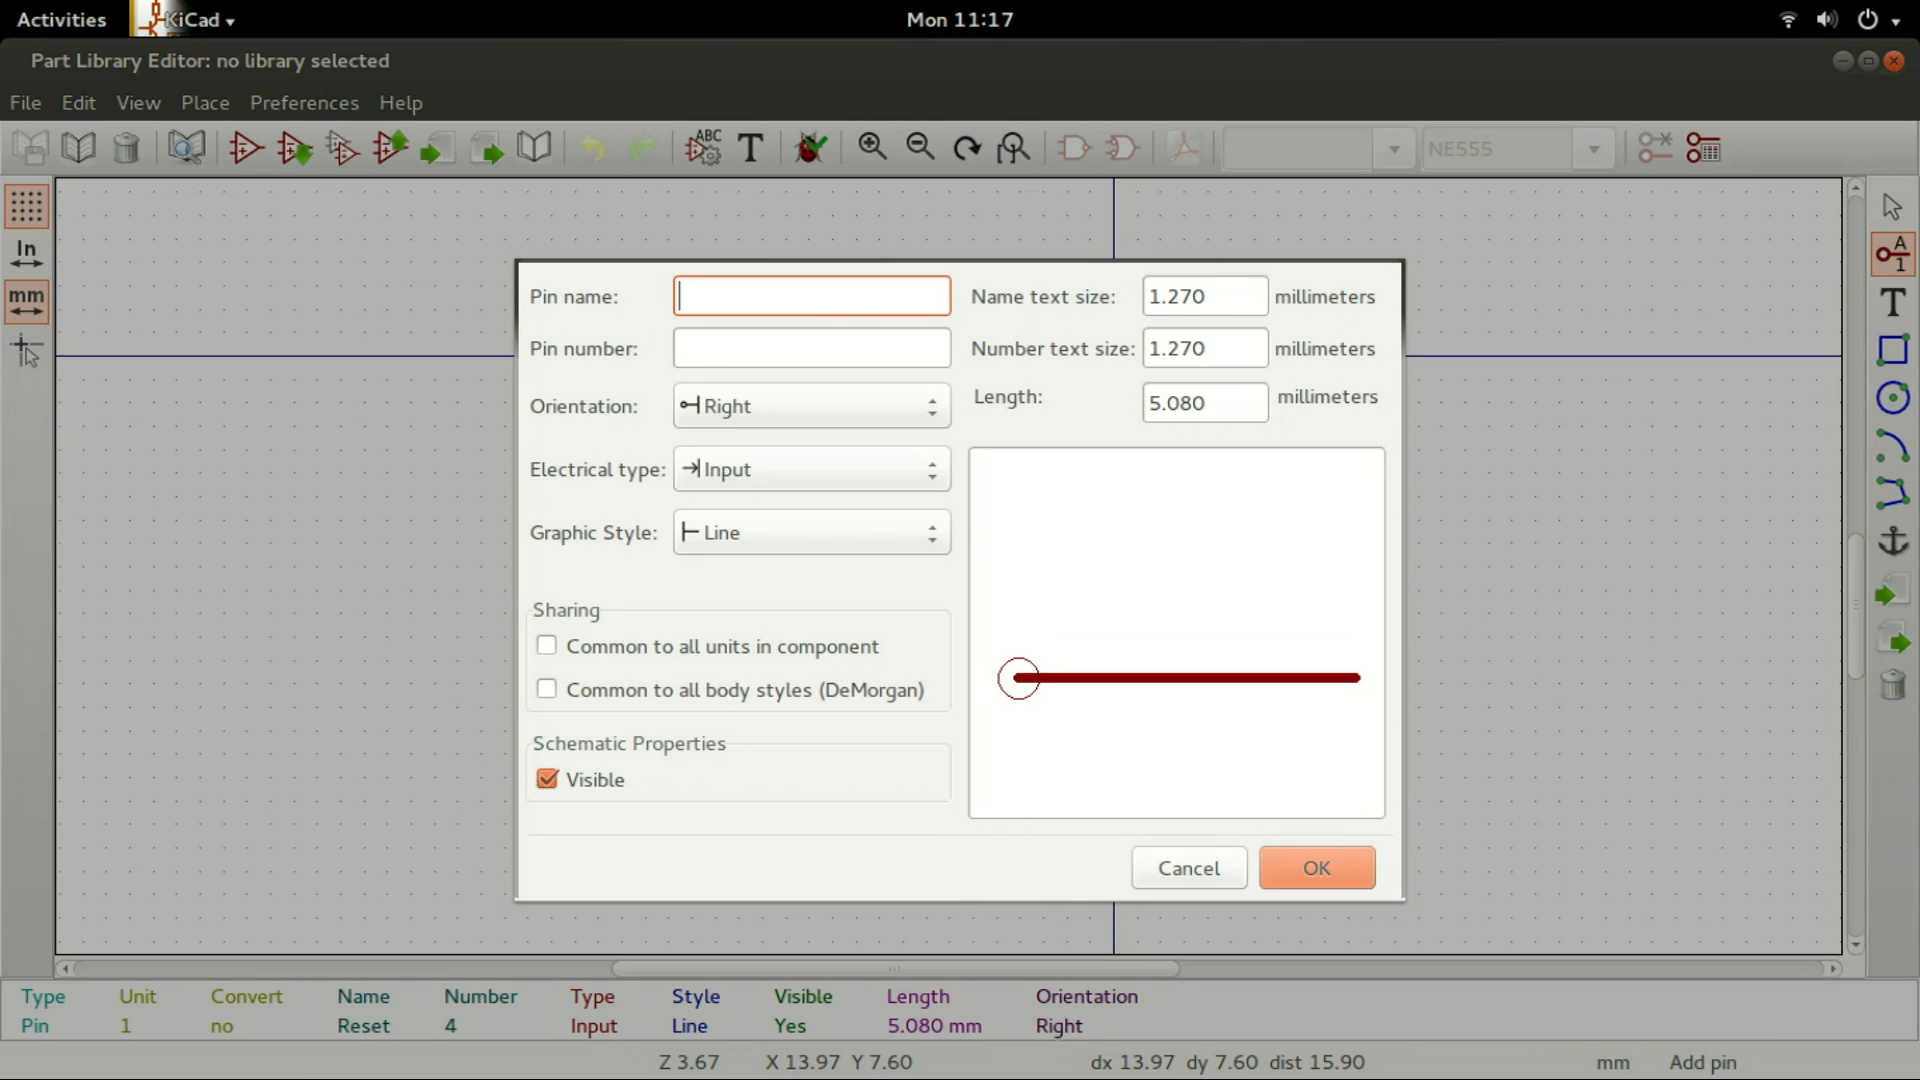 Activities KiCad Mon 11:17
Part Library Editor: no library selected
File Edit View Place Preferences Help
ABC T NE555
In
mm
A
1
T
Pin name: Name text size: 1.270 millimeters
Pin number: Number text size: 1.270 millimeters
Orientation: Right Length: 5.080 millimeters
Electrical type: Input
Graphic Style: Line
Sharing
Common to all units in component
Common to all body styles (DeMorgan)
Schematic Properties
Visible
Cancel OK
Type Unit Convert Name Number Type Style Visible Length Orientation
Pin 1 no Reset 4 Input Line Yes 5.080 mm Right
Z 3.67 X 13.97 Y 7.60 dx 13.97 dy 7.60 dist 15.90 mm Add pin